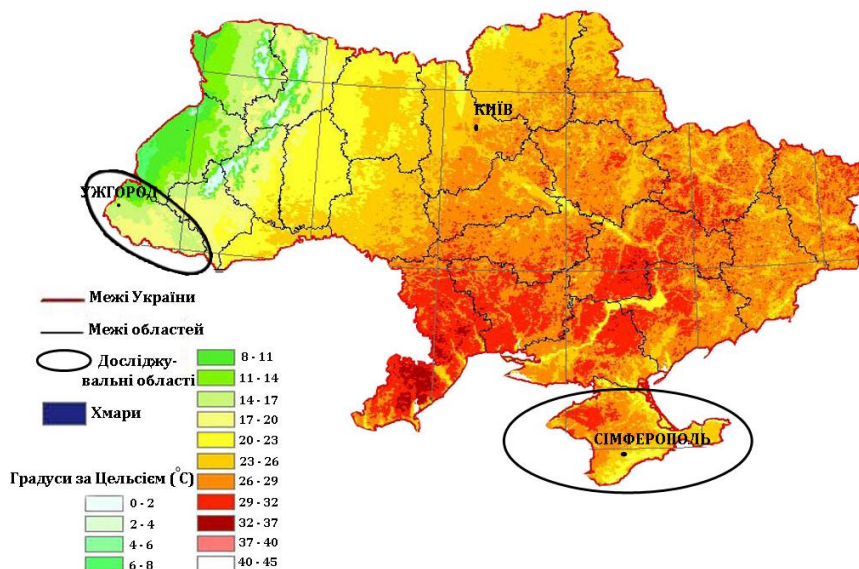 КИЇВ
УЖГОРОД
СІМФЕРОПОЛЬ
Межі України
Межі областей
Досліджу-
вальні області
Хмари
Градуси за Цельсієм (°C)
0 - 2
2 - 4
4 - 6
6 - 8
8 - 11
11 - 14
14 - 17
17 - 20
20 - 23
23 - 26
26 - 29
29 - 32
32 - 37
37 - 40
40 - 45